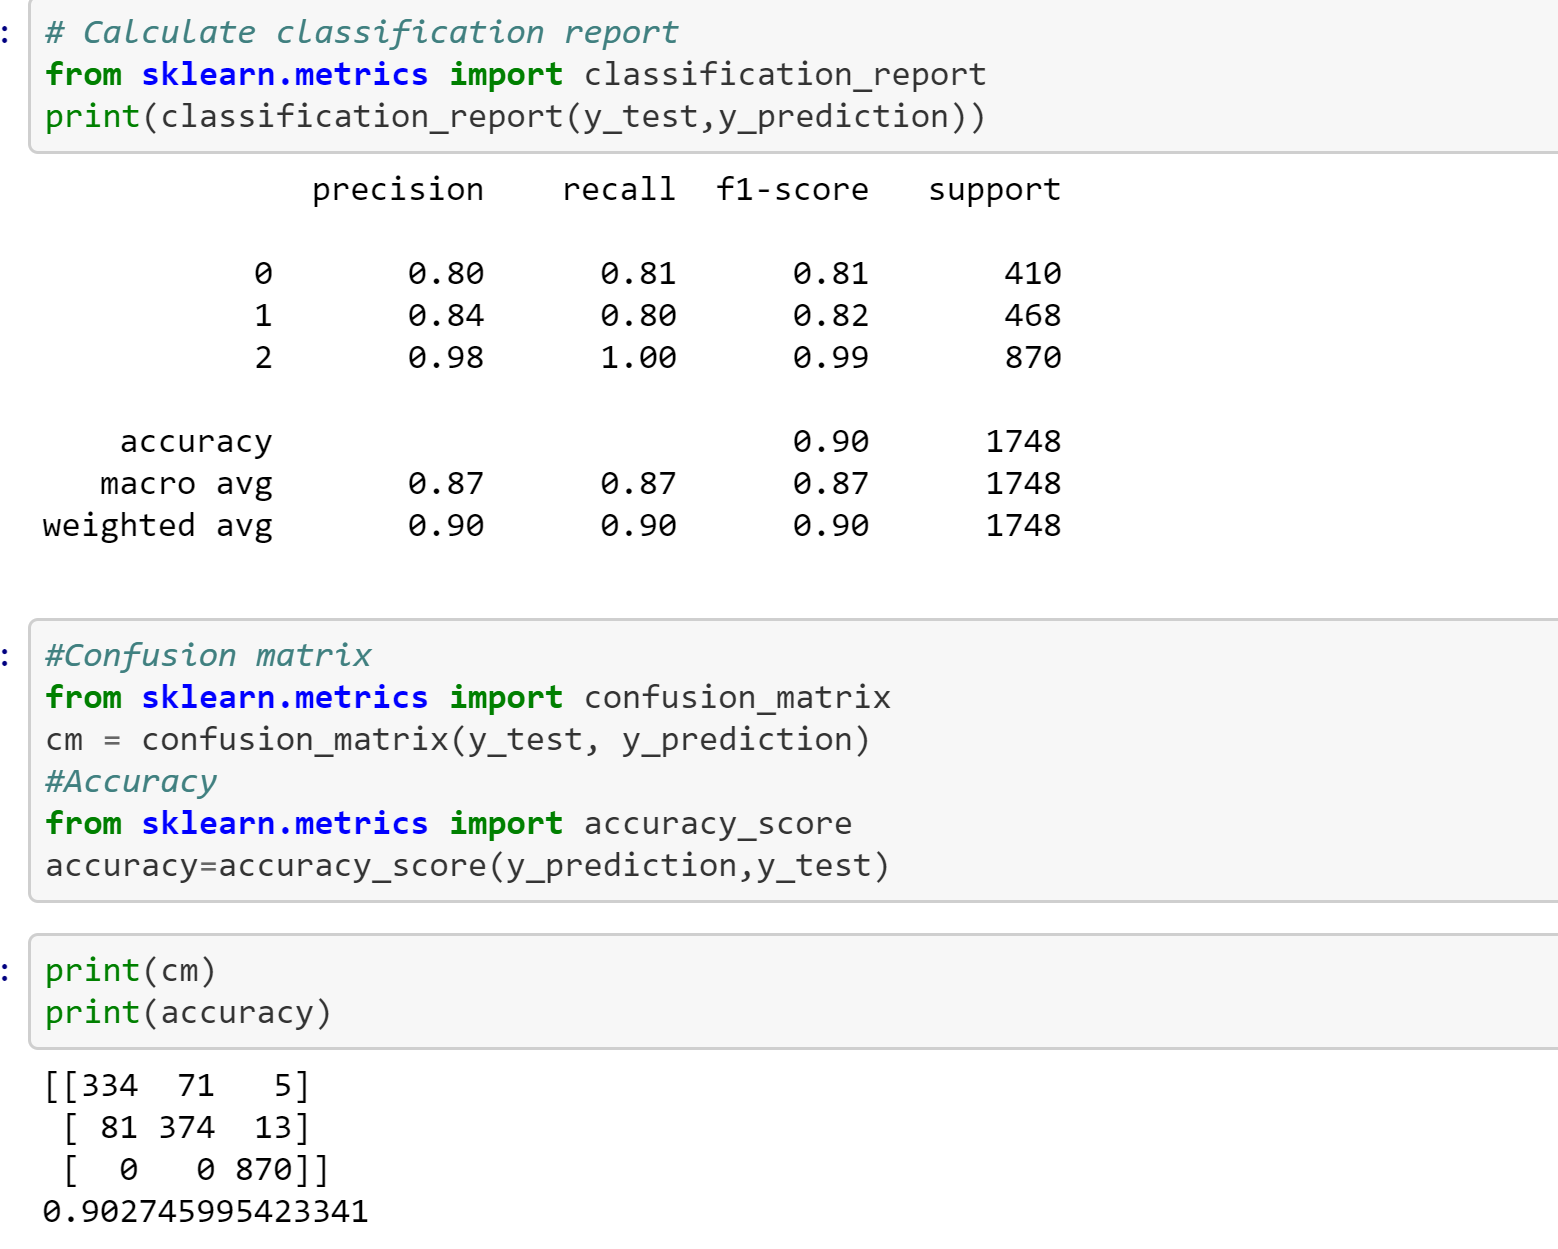 : # Calculate classification report
from sklearn.metrics import classification_report
print(classification_report(y_test,y_prediction))
              precision    recall  f1-score   support
           0       0.80      0.81      0.81       410
           1       0.84      0.80      0.82       468
           2       0.98      1.00      0.99       870
    accuracy                           0.90      1748
   macro avg       0.87      0.87      0.87      1748
weighted avg       0.90      0.90      0.90      1748
: #Confusion matrix
from sklearn.metrics import confusion_matrix
cm = confusion_matrix(y_test, y_prediction)
#Accuracy
from sklearn.metrics import accuracy_score
accuracy=accuracy_score(y_prediction,y_test)
: print(cm)
print(accuracy)
[[334  71   5]
 [ 81 374  13]
 [  0   0 870]]
0.902745995423341